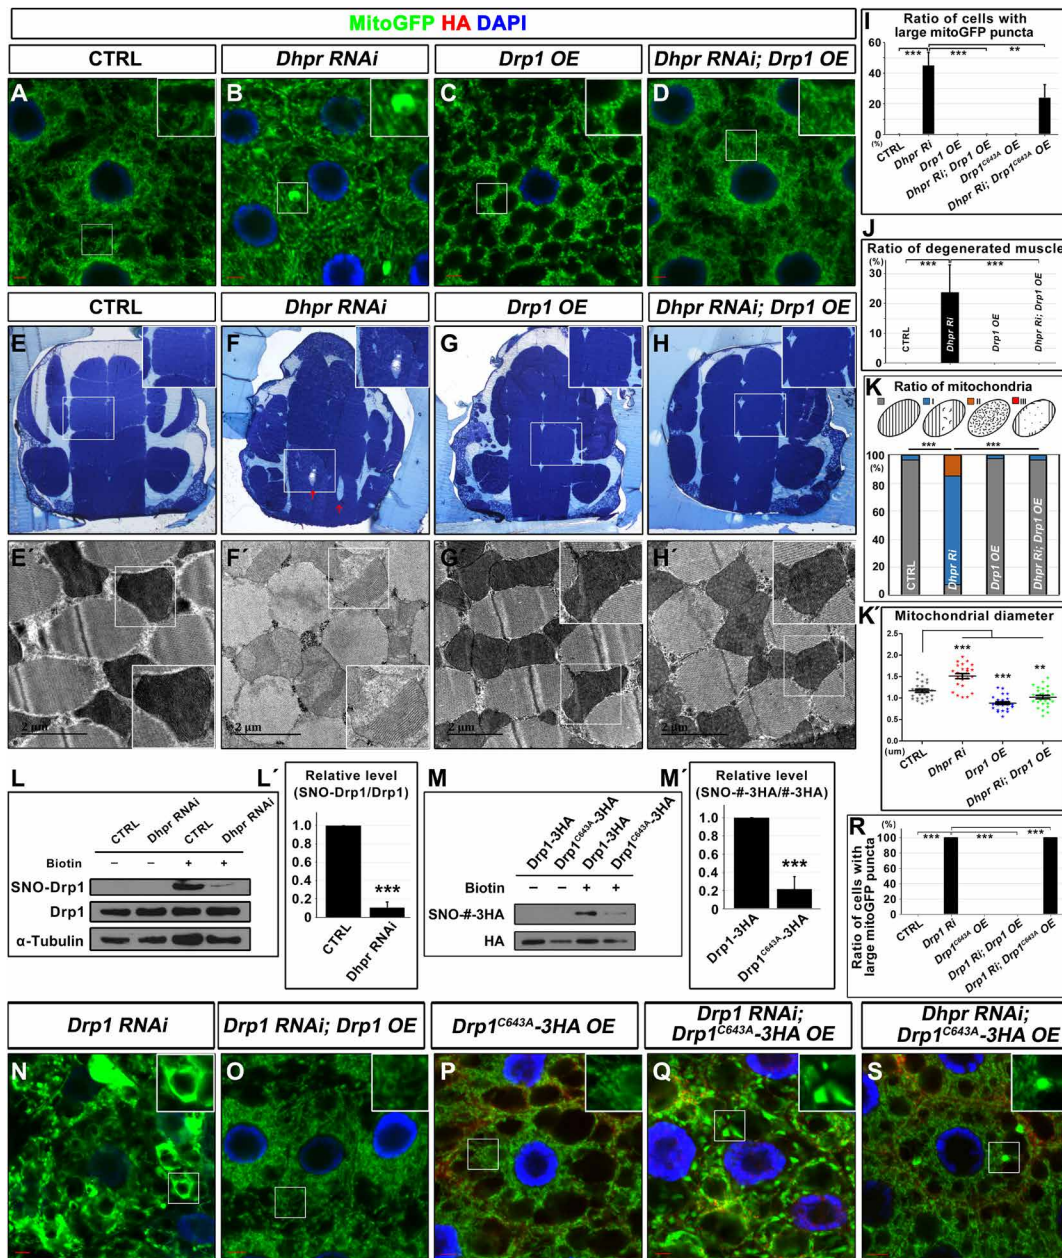 MitoGFP HA DAPI
CTRL
Dhpr RNAi
Drp1 OE
Dhpr RNAi; Drp1 OE
A
B
C
D
I
Ratio of cells with
large mitoGFP puncta
***
***
**
60
40
20
0
(%)
CTRL
Dhpr Ri
Drp1 OE
Dhpr Ri; Drp1 OE
Drp1C643A OE
Dhpr Ri; Drp1C643A OE
J
Ratio of degenerated muscle
(%)
***
***
30
20
10
0
CTRL
Dhpr Ri
Drp1 OE
Dhpr Ri; Drp1 OE
CTRL
Dhpr RNAi
Drp1 OE
Dhpr RNAi; Drp1 OE
E
F
G
H
K
Ratio of mitochondria
I
II
III
***
***
100
(%)
80
60
40
20
0
CTRL
Dhpr Ri
Drp1 OE
Dhpr Ri; Drp1 OE
E´
F´
G´
H´
2 μm
2 μm
2 μm
2 μm
K´
Mitochondrial diameter
2.5
2.0
1.5
1.0
0.5
0.0
(um)
***
***
**
CTRL
Dhpr Ri
Drp1 OE
Dhpr Ri; Drp1 OE
L
CTRL
Dhpr RNAi
CTRL
Dhpr RNAi
Biotin – – + +
SNO-Drp1
Drp1
α-Tubulin
L´
Relative level
(SNO-Drp1/Drp1)
1.0
0.8
0.6
0.4
0.2
0
***
CTRL
Dhpr RNAi
M
Drp1-3HA
Drp1C643A-3HA
Drp1-3HA
Drp1C643A-3HA
Biotin – – + +
SNO-#-3HA
HA
M´
Relative level
(SNO-#-3HA/#-3HA)
1.0
0.8
0.6
0.4
0.2
0
***
Drp1-3HA
Drp1C643A-3HA
R
Ratio of cells with
large mitoGFP puncta
(%)
100
80
60
40
20
0
***
***
***
CTRL
Drp1 Ri
Drp1C643A OE
Drp1 Ri; Drp1 OE
Drp1 Ri; Drp1C643A OE
Drp1 RNAi
Drp1 RNAi; Drp1 OE
Drp1C643A-3HA OE
Drp1 RNAi;
Drp1C643A-3HA OE
Dhpr RNAi;
Drp1C643A-3HA OE
N
O
P
Q
S